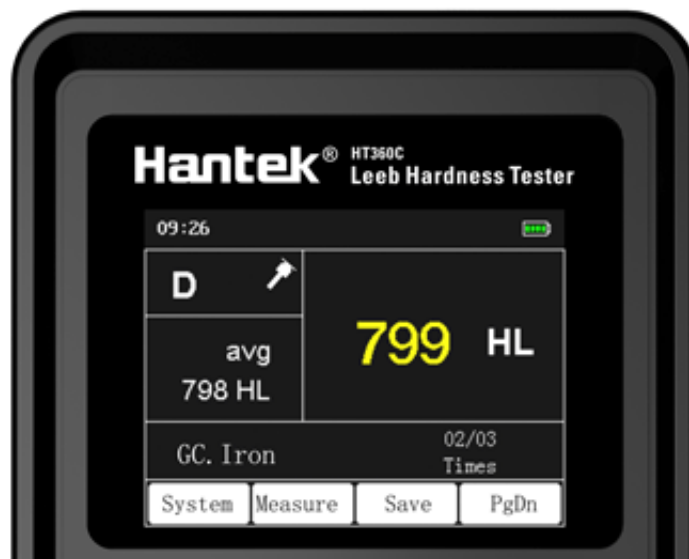 Hantek® HT360C
Leeb Hardness Tester
09:26
D
799 HL
avg
798 HL
GC. Iron
02/03
Times
System Measure Save PgDn